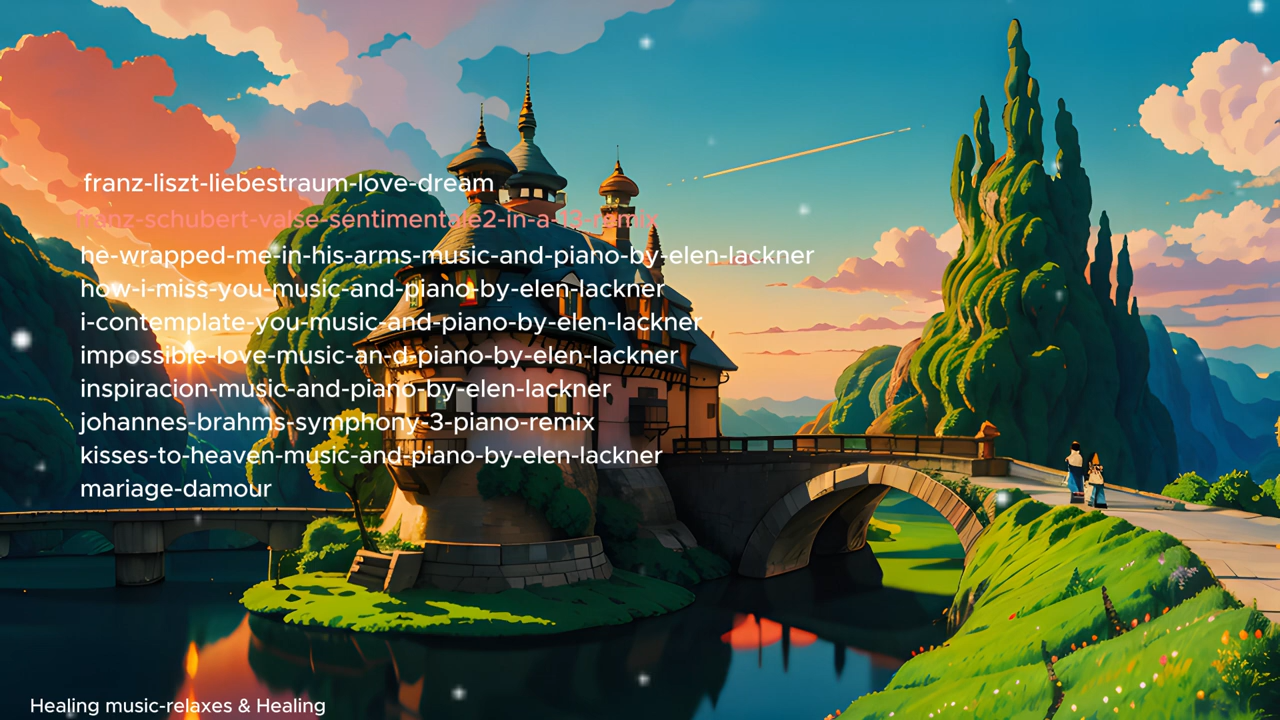 franz-liszt-liebestraum-love-dream
franz-schubert-valse-sentimentale2-in-a-13-remix
he-wrapped-me-in-his-arms-music-and-piano-by-elen-lackner
how-i-miss-you-music-and-piano-by-elen-lackner
i-contemplate-you-music-and-piano-by-elen-lackner
impossible-love-music-an-d-piano-by-elen-lackner
inspiracion-music-and-piano-by-elen-lackner
johannes-brahms-symphony-3-piano-remix
kisses-to-heaven-music-and-piano-by-elen-lackner
mariage-damour
Healing music-relaxes & Healing